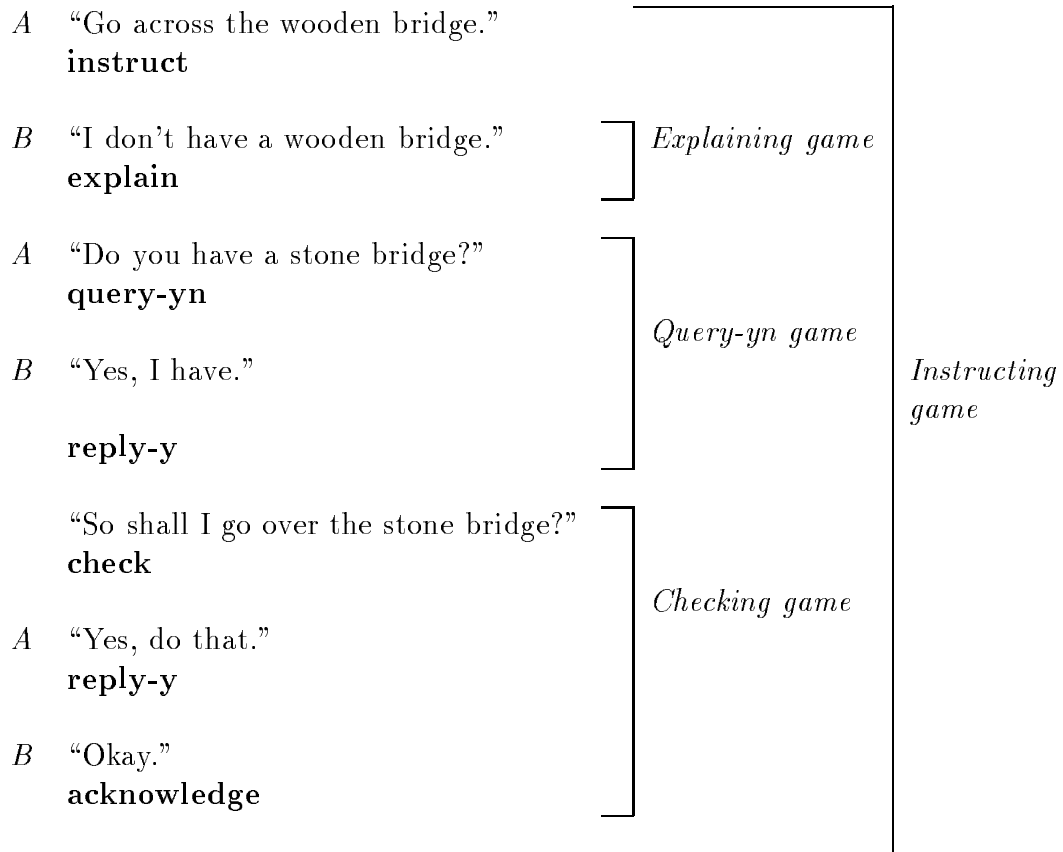 A “Go across the wooden bridge.”
instruct
B “I don’t have a wooden bridge.” Explaining game
explain
A “Do you have a stone bridge?”
query-yn
Query-yn game
B “Yes, I have.” Instructing
game
reply-y
“So shall I go over the stone bridge?”
check
Checking game
A “Yes, do that.”
reply-y
B “Okay.”
acknowledge